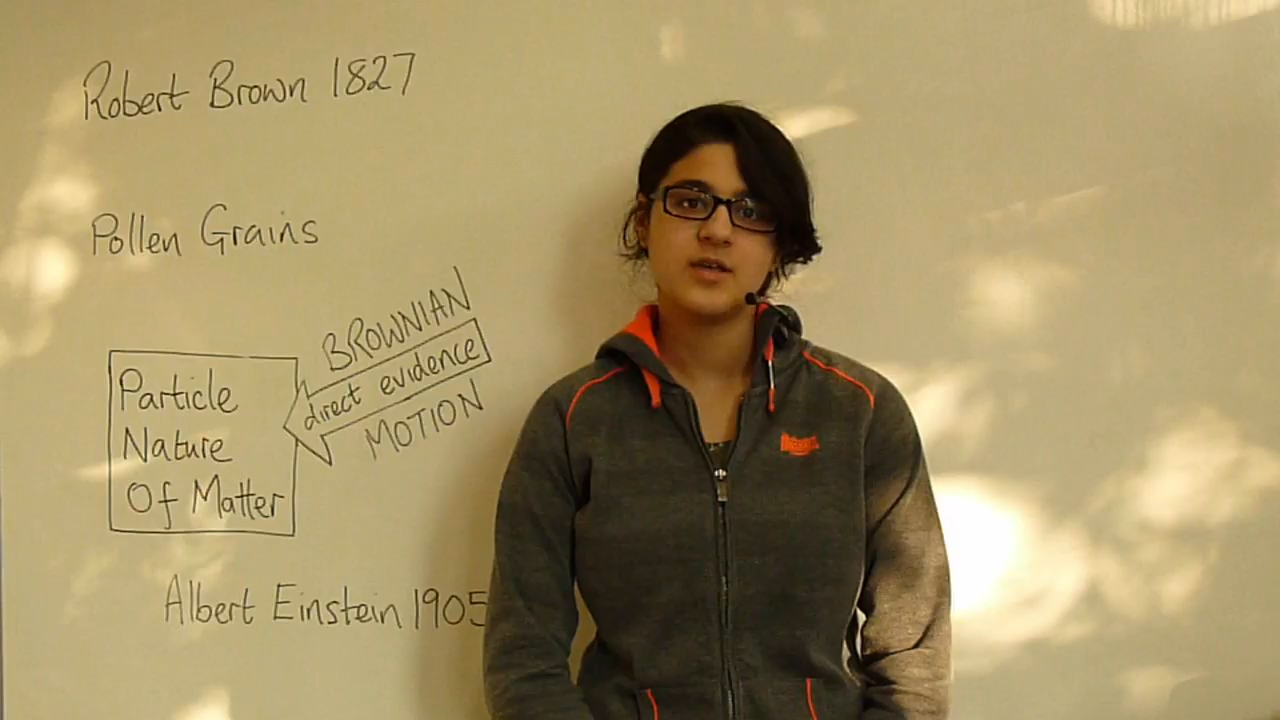 Robert Brown 1827
Pollen Grains
BROWNIAN
direct evidence
MOTION
Particle
Nature
Of Matter
Albert Einstein 1905